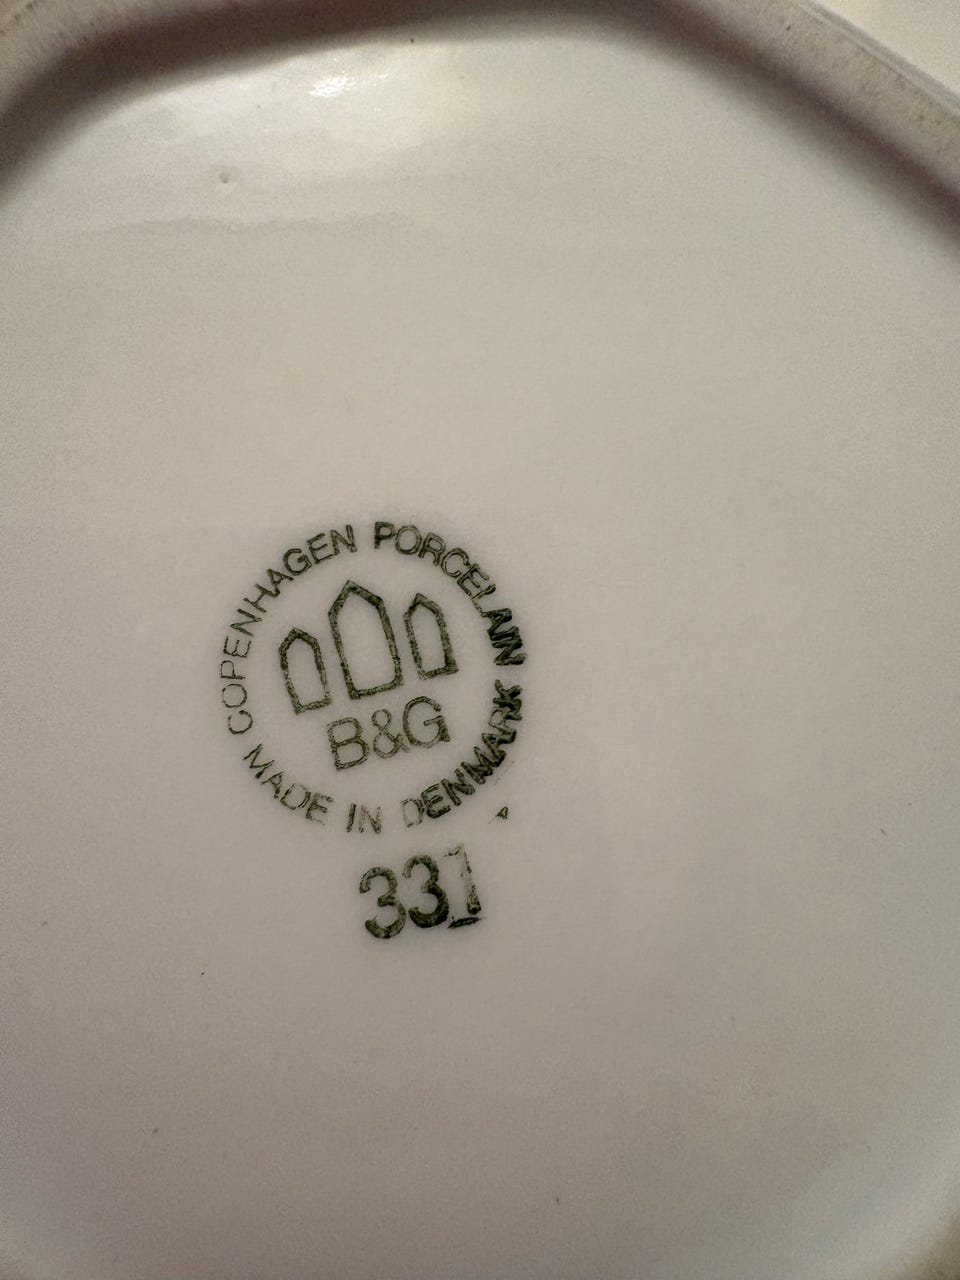 COPENHAGEN PORCELAIN
B&G
MADE IN DENMARK
331